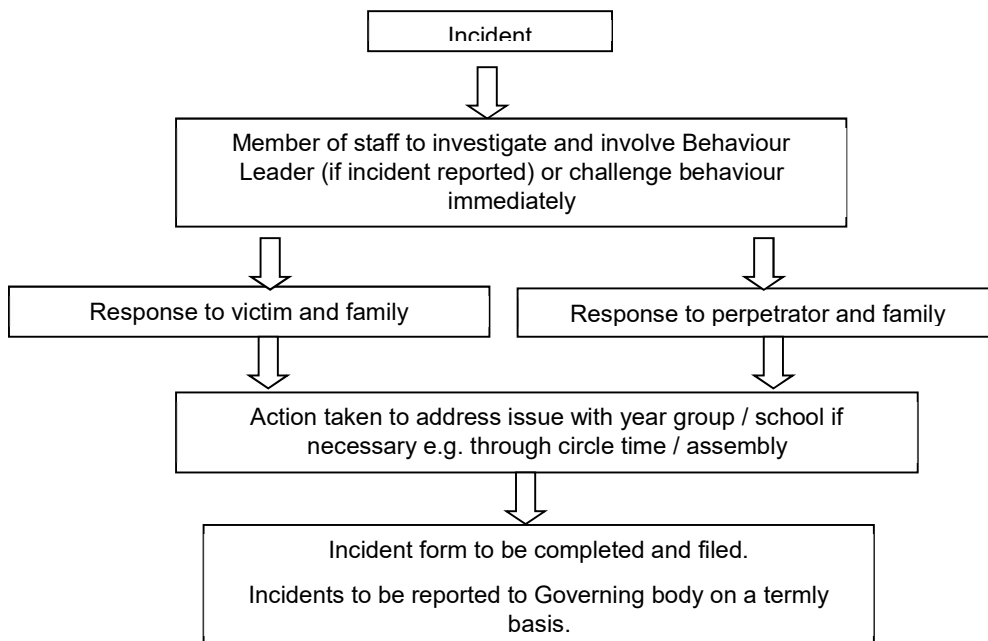 Incident
Member of staff to investigate and involve Behaviour
Leader (if incident reported) or challenge behaviour
immediately
Response to victim and family
Response to perpetrator and family
Action taken to address issue with year group / school if
necessary e.g. through circle time / assembly
Incident form to be completed and filed.
Incidents to be reported to Governing body on a termly
basis.